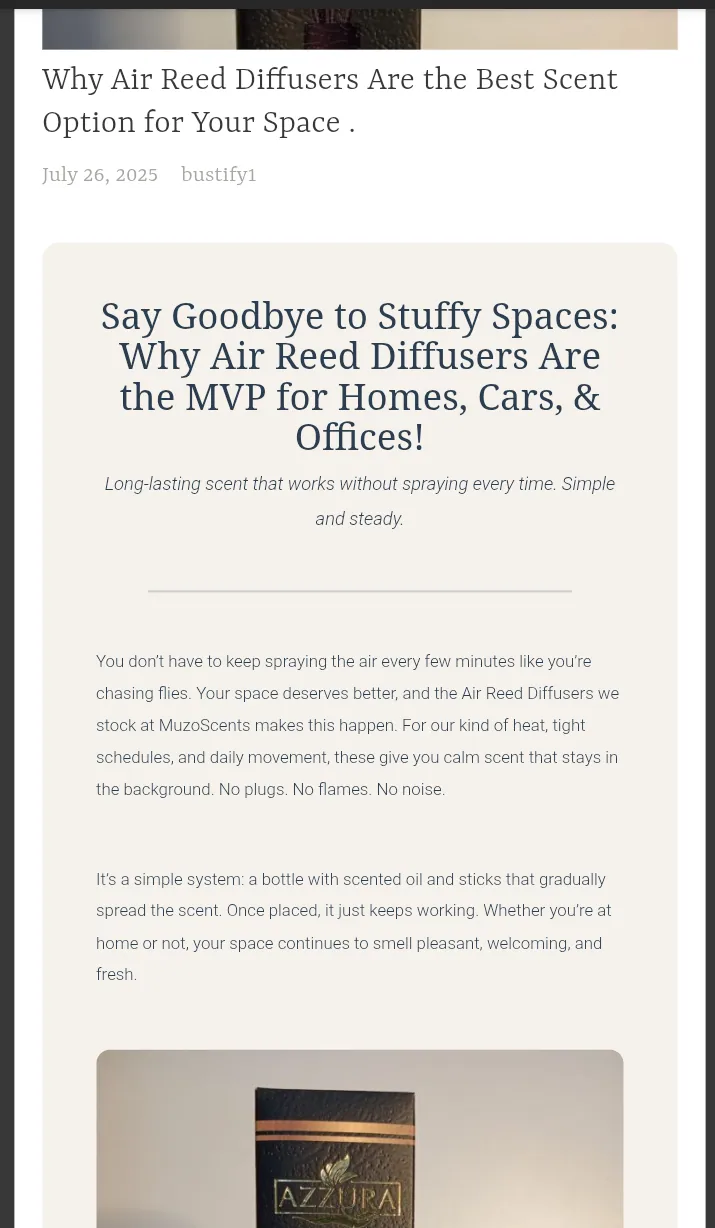 Why Air Reed Diffusers Are the Best Scent
Option for Your Space .
July 26, 2025 bustify1
Say Goodbye to Stuffy Spaces:
Why Air Reed Diffusers Are
the MVP for Homes, Cars, &
Offices!
Long-lasting scent that works without spraying every time. Simple
and steady.
You don’t have to keep spraying the air every few minutes like you’re
chasing flies. Your space deserves better, and the Air Reed Diffusers we
stock at MuzoScents makes this happen. For our kind of heat, tight
schedules, and daily movement, these give you calm scent that stays in
the background. No plugs. No flames. No noise.
It’s a simple system: a bottle with scented oil and sticks that gradually
spread the scent. Once placed, it just keeps working. Whether you’re at
home or not, your space continues to smell pleasant, welcoming, and
fresh.
AZZURA